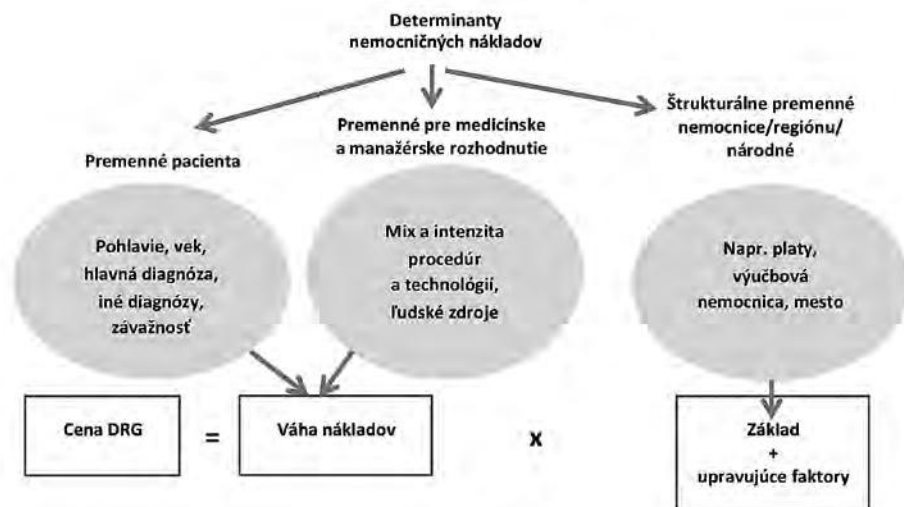 Determinanty
nemocničných nákladov
Premenné pacienta
Premenné pre medicínske
a manažérske rozhodnutie
Štrukturálne premenné
nemocnice/regiónu/
národné
Pohlavie, vek,
hlavná diagnóza,
iné diagnózy,
závažnosť
Mix a intenzita
procedúr
a technológií,
ľudské zdroje
Napr. platy,
výučbová
nemocnica, mesto
Cena DRG
=
Váha nákladov
x
Základ
+
upravujúce faktory